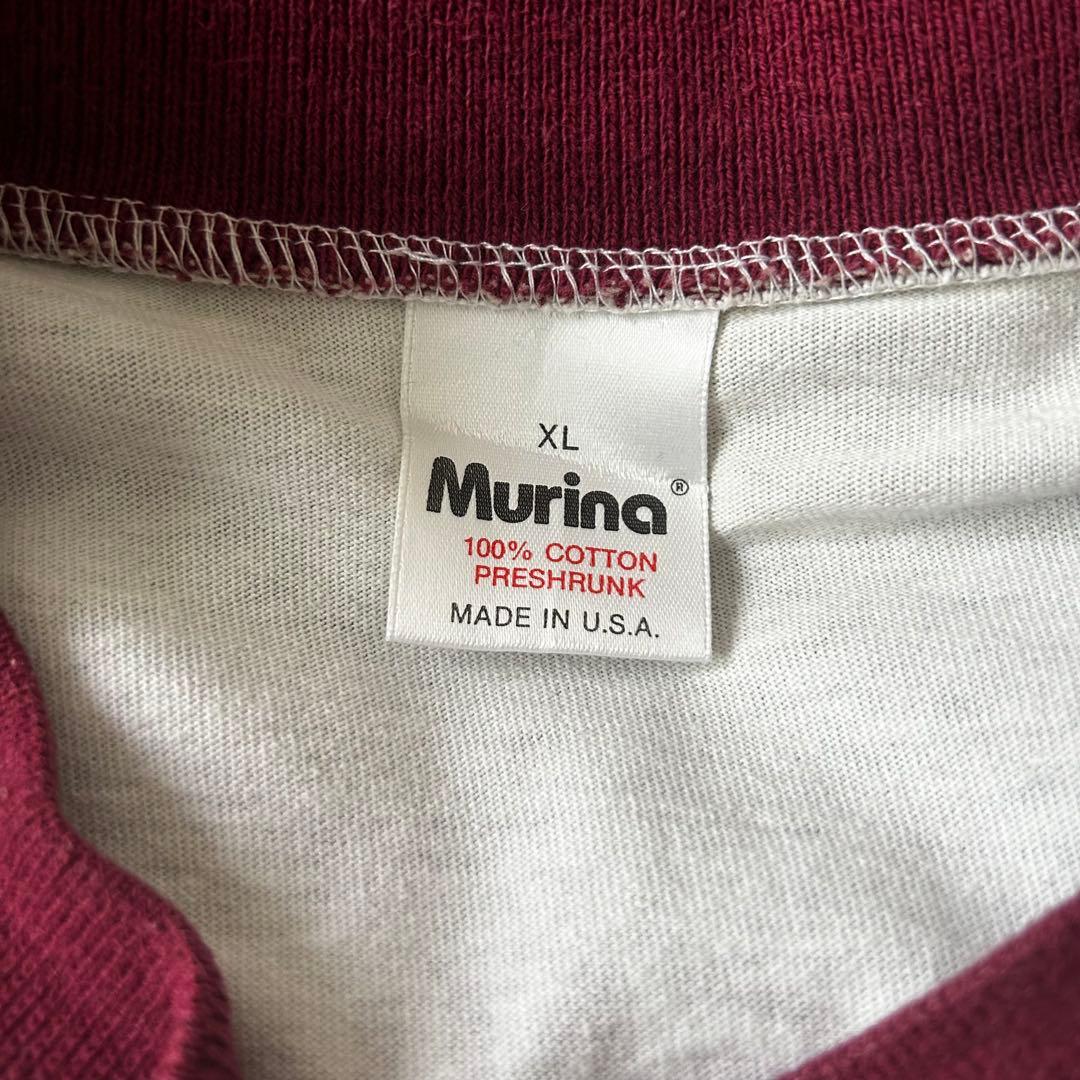 XL
Murina®
100% COTTON
PRESHRUNK
MADE IN U.S.A.